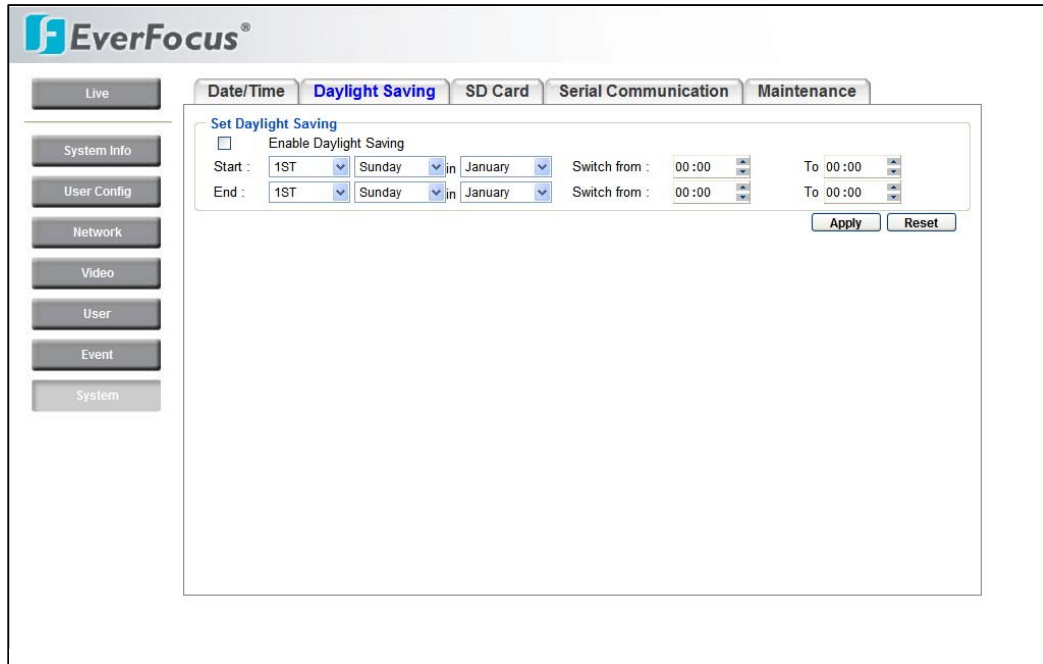 EverFocus®
Live
System Info
User Config
Network
Video
User
Event
System
Date/Time Daylight Saving SD Card Serial Communication Maintenance
Set Daylight Saving
Enable Daylight Saving
Start : 1ST Sunday in January Switch from : 00 :00 To 00 :00
End : 1ST Sunday in January Switch from : 00 :00 To 00 :00
Apply Reset